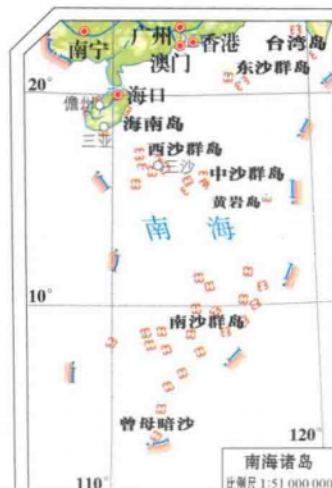 广州
南宁
香港
台湾岛
澳门
东沙群岛
20°
海口
儋州
海南岛
三亚
西沙群岛
三沙
中沙群岛
黄岩岛
南海
10°
南沙群岛
曾母暗沙
120°
南海诸岛
110°
比例尺 1:51 000 000